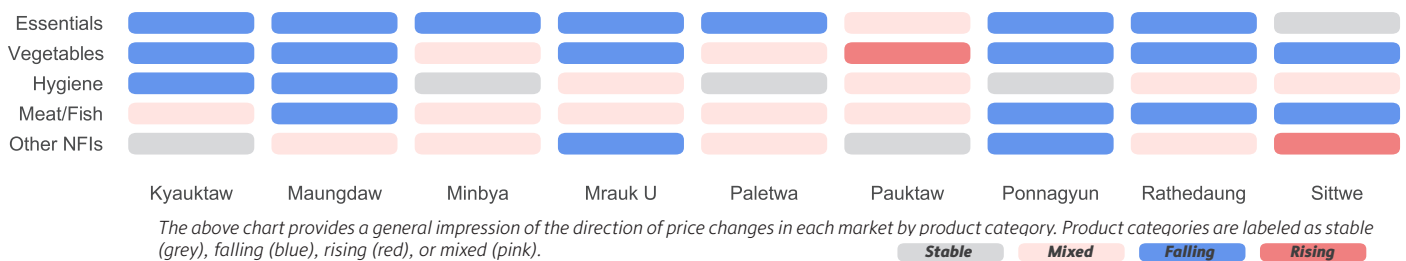 Essentials
Vegetables
Hygiene
Meat/Fish
Other NFIs
Kyauktaw Maungdaw Minbya Mrauk U Paletwa Pauktaw Ponnagyun Rathedaung Sittwe
The above chart provides a general impression of the direction of price changes in each market by product category. Product categories are labeled as stable
(grey), falling (blue), rising (red), or mixed (pink).
Stable Mixed Falling Rising